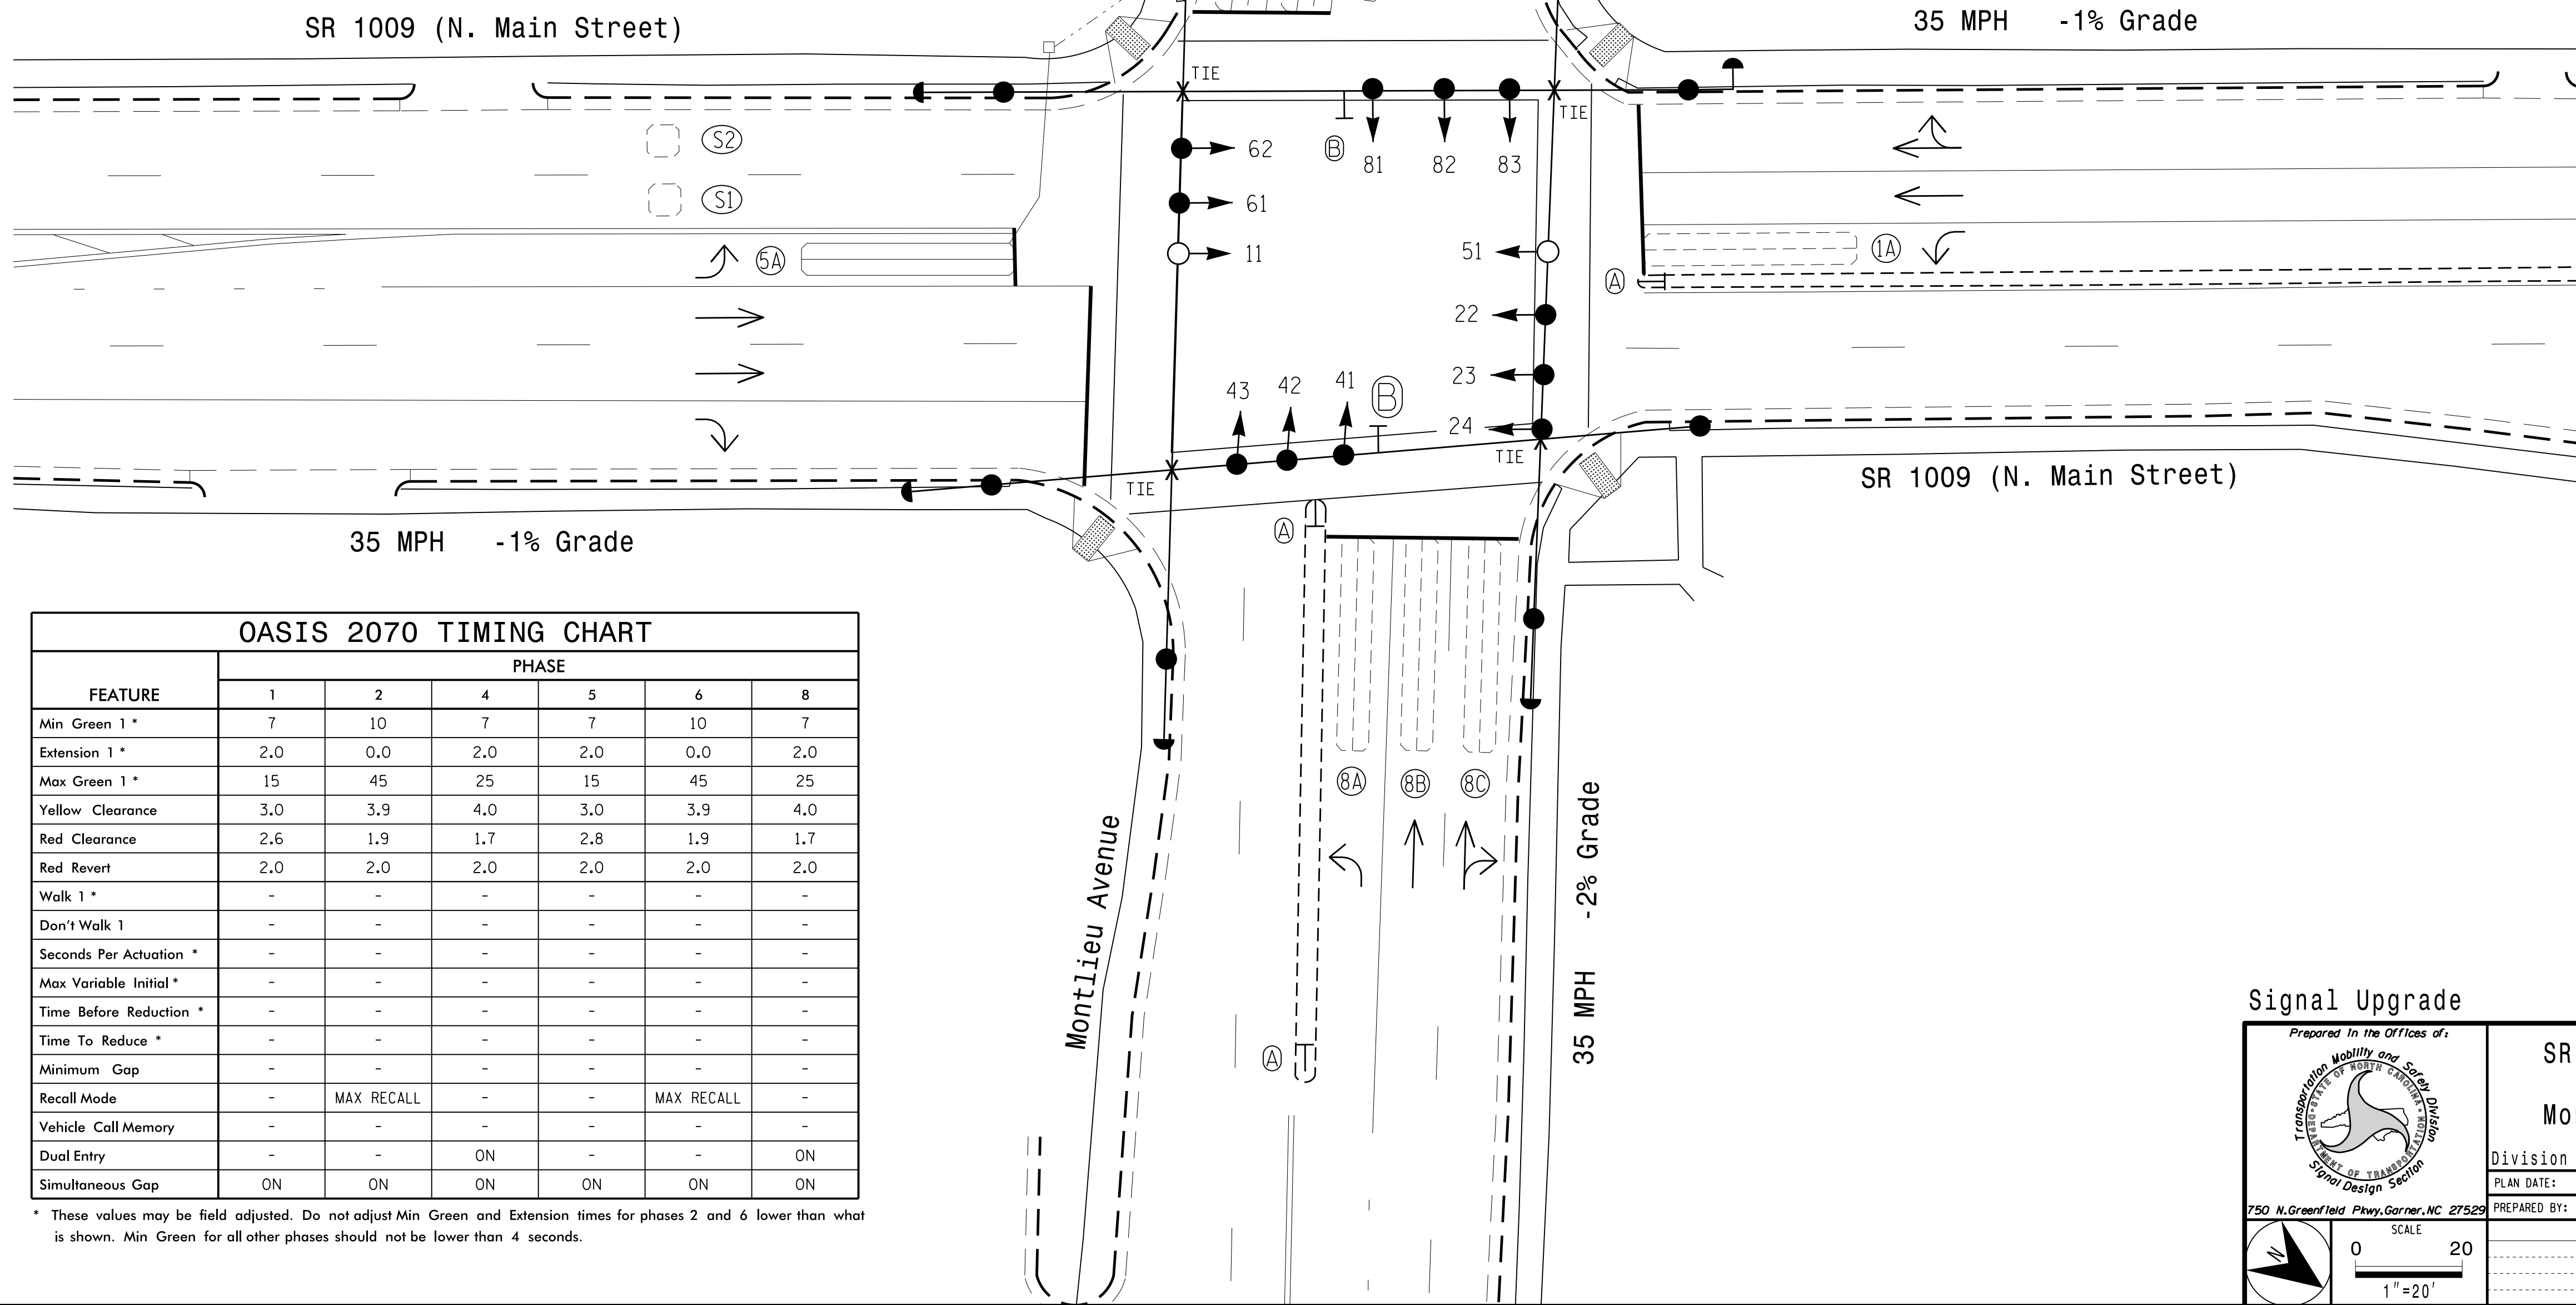 SR 1009 (N. Main Street)
35 MPH -1% Grade
TIE
TIE
S2
S1
62
61
11
B
81
82
83
5A
51
22
23
24
1A
A
43
42
41
B
TIE
TIE
SR 1009 (N. Main Street)
35 MPH -1% Grade
A
8A
8B
8C
A
Montlieu Avenue
35 MPH -2% Grade
OASIS 2070 TIMING CHART
FEATURE
PHASE
1 2 4 5 6 8
Min Green 1 * 7 10 7 7 10 7
Extension 1 * 2.0 0.0 2.0 2.0 0.0 2.0
Max Green 1 * 15 45 25 15 45 25
Yellow Clearance 3.0 3.9 4.0 3.0 3.9 4.0
Red Clearance 2.6 1.9 1.7 2.8 1.9 1.7
Red Revert 2.0 2.0 2.0 2.0 2.0 2.0
Walk 1 * - - - - - -
Don't Walk 1 - - - - - -
Seconds Per Actuation * - - - - - -
Max Variable Initial * - - - - - -
Time Before Reduction * - - - - - -
Time To Reduce * - - - - - -
Minimum Gap - - - - - -
Recall Mode - MAX RECALL - - MAX RECALL -
Vehicle Call Memory - - - - - -
Dual Entry - - ON - - ON
Simultaneous Gap ON ON ON ON ON ON
* These values may be field adjusted. Do not adjust Min Green and Extension times for phases 2 and 6 lower than what
is shown. Min Green for all other phases should not be lower than 4 seconds.
Signal Upgrade
Prepared in the Offices of:
Transportation Mobility and Safety Division
STATE OF NORTH CAROLINA
DEPARTMENT OF TRANSPORTATION
Signal Design Section
750 N.Greenfield Pkwy,Garner,NC 27529
SR
Mo
Division
PLAN DATE:
PREPARED BY:
N
SCALE
0 20
1"=20'